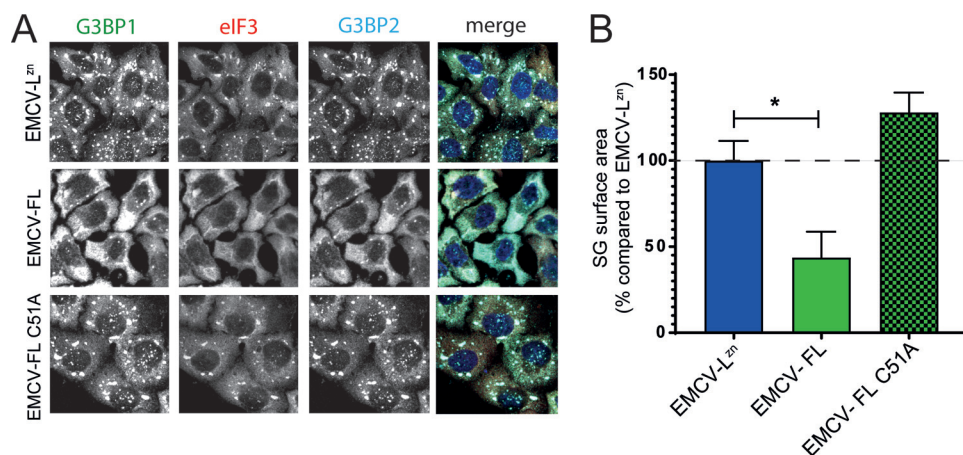 A
G3BP1 eIF3 G3BP2 merge
EMCV-Lzn
EMCV-FL
EMCV-FL C51A
B
SG surface area
(% compared to EMCV-Lzn)
150
100
50
0
*
EMCV-Lzn
EMCV- FL
EMCV- FL C51A